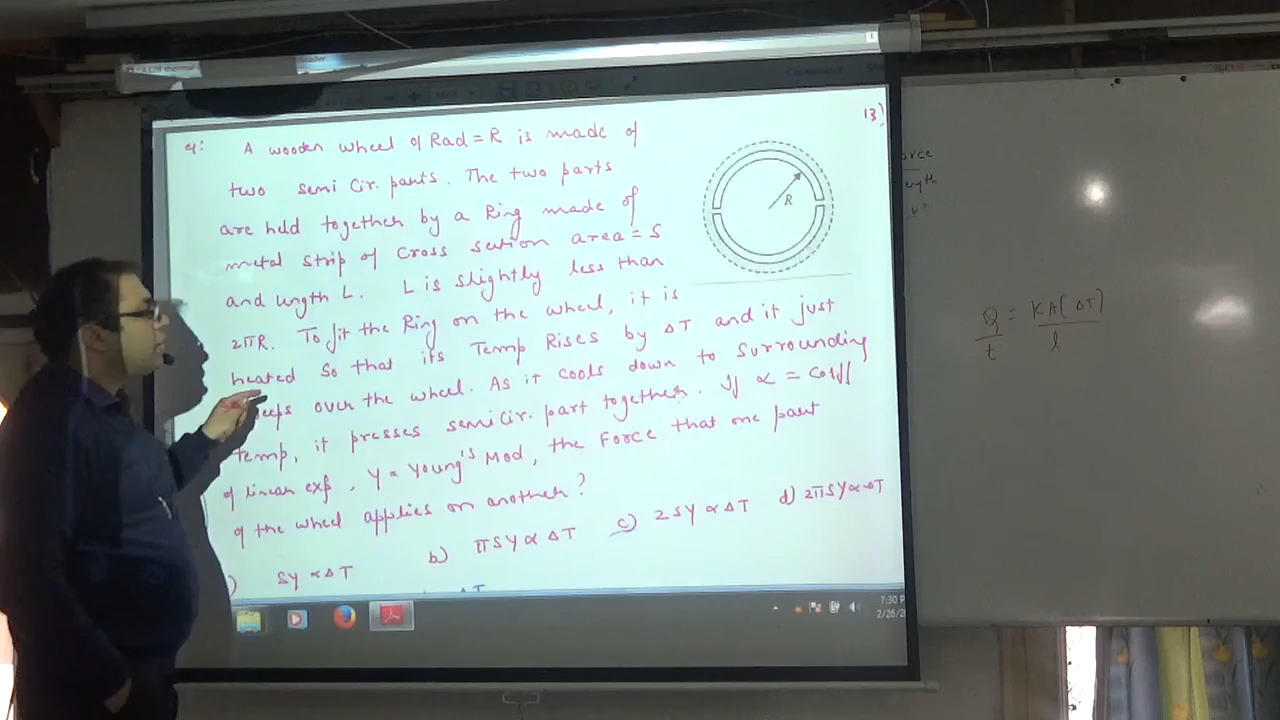 13)
4: A wooden wheel of Rad = R is made of
two semi cir. parts. The two parts
are held together by a Ring made of
metal strip of cross section area = S
and length L. L is slightly less than
2πR. To fit the Ring on the wheel, it is
heated so that its Temp Rises by ΔT and it just
over the wheel. As it cools down to surrounding
Temp, it presses semi cir. part together. If α = coeff
of linear exp, Y = Young's Mod, the Force that one part
of the wheel applies on another?
) SY α ΔT b) πSY α ΔT c) 2SY α ΔT d) 2πSY α ΔT
R
7:30 P
Q/t = KA(ΔT)/l